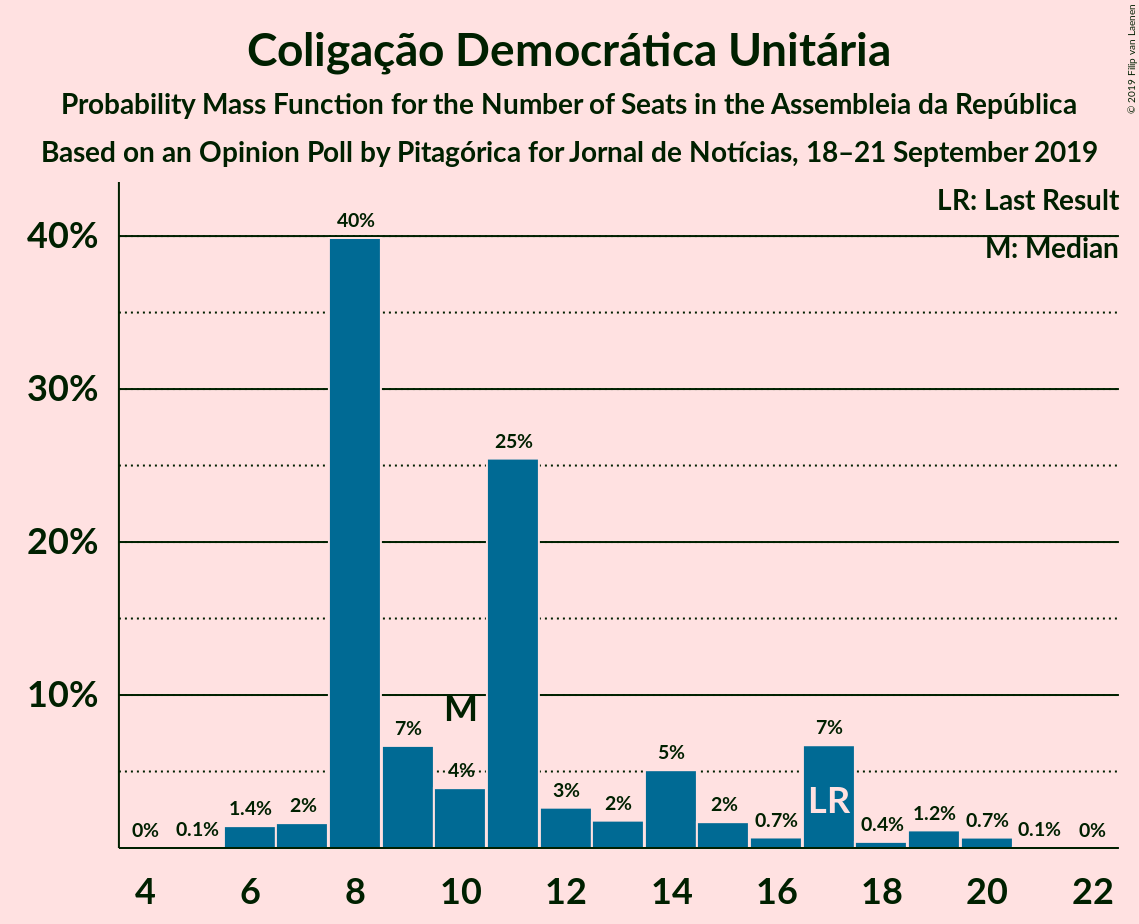 © 2019 Filip van Laenen
Coligação Democrática Unitária
Probability Mass Function for the Number of Seats in the Assembleia da República
Based on an Opinion Poll by Pitagórica for Jornal de Notícias, 18–21 September 2019
LR: Last Result
M: Median
40%
30%
20%
10%
0%
0.1%
1.4%
2%
40%
7%
M
4%
25%
3%
2%
5%
2%
0.7%
7%
LR
0.4%
1.2%
0.7%
0.1%
0%
4 6 8 10 12 14 16 18 20 22